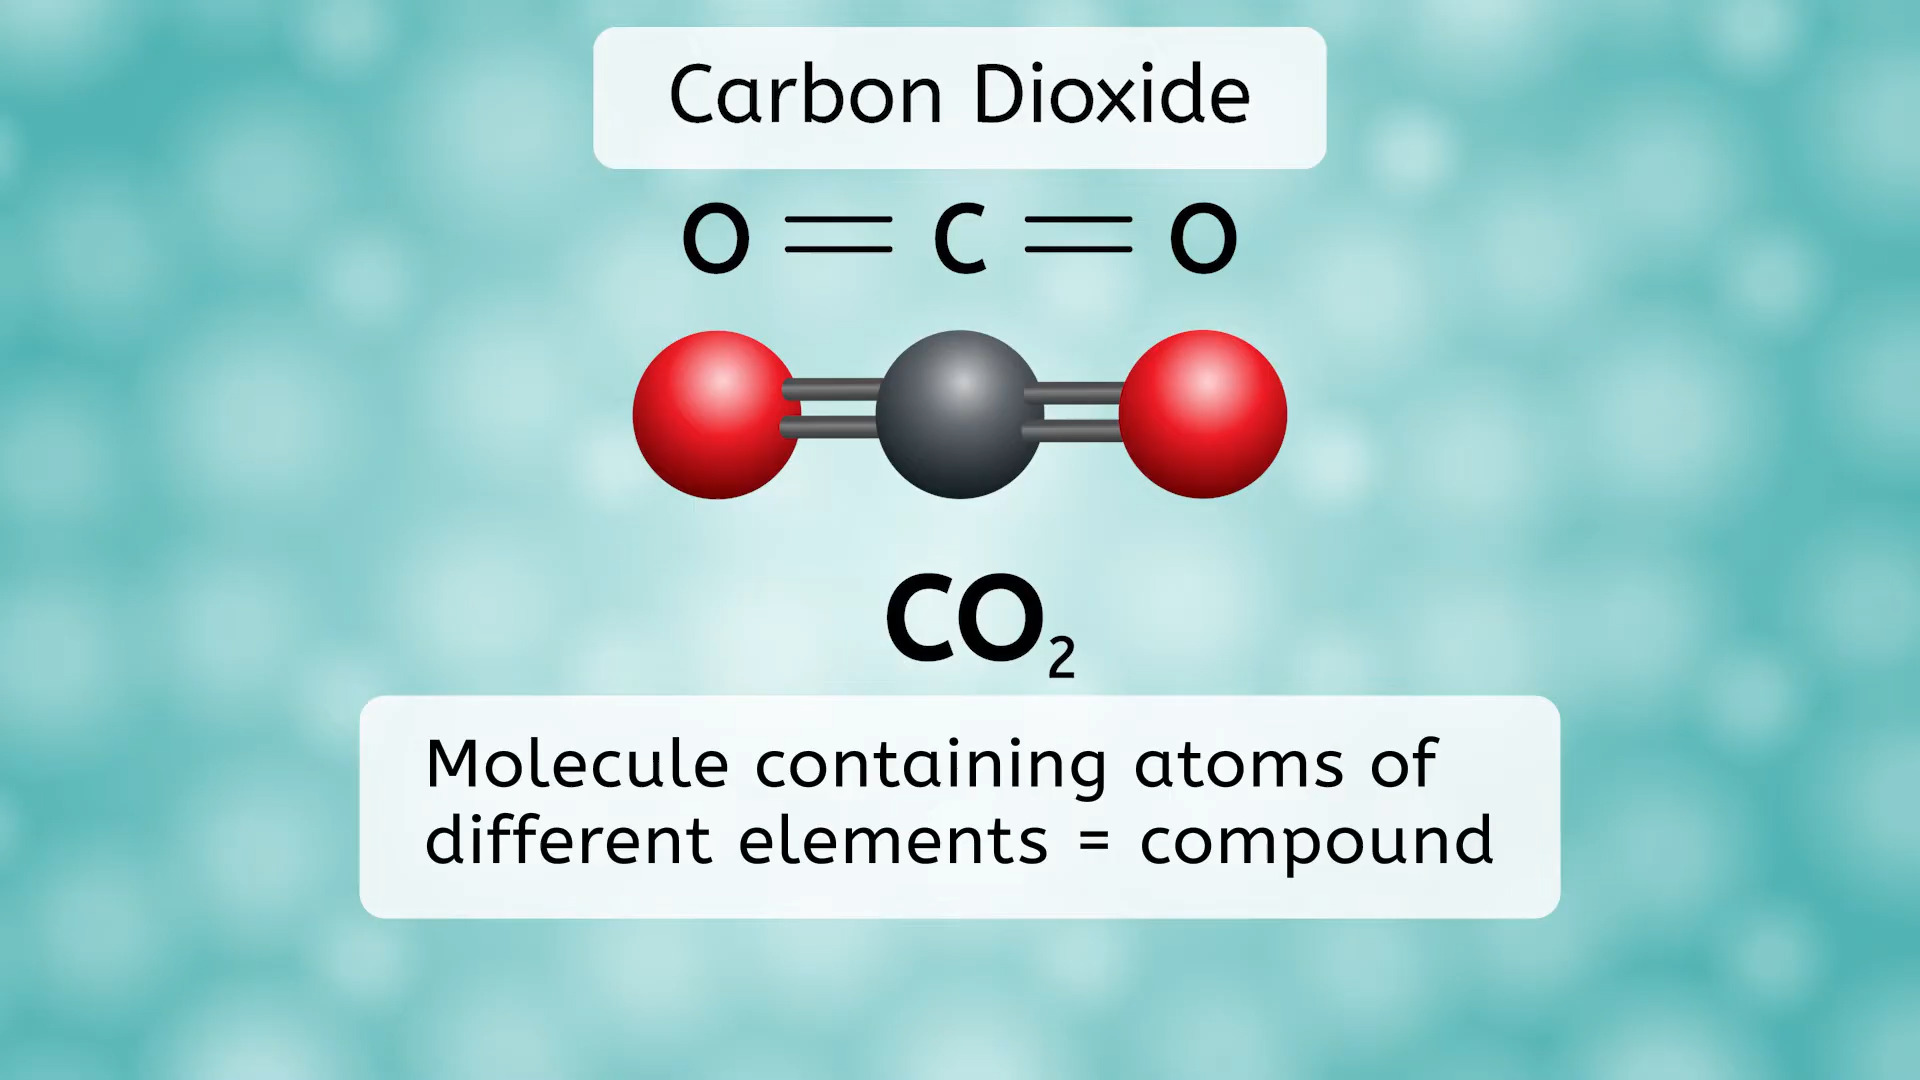 Carbon Dioxide
O = C = O
CO₂
Molecule containing atoms of
different elements = compound